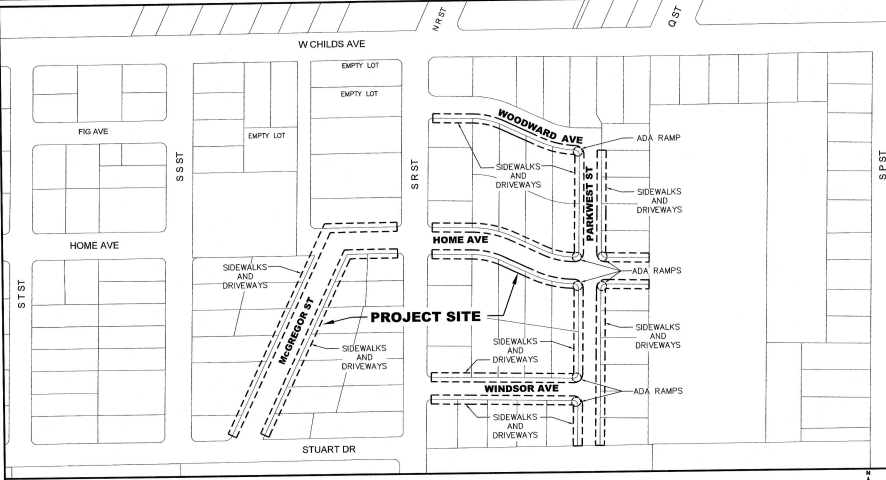 N R ST
Q ST
W CHILDS AVE
EMPTY LOT
EMPTY LOT
FIG AVE
EMPTY LOT
WOODWARD AVE
ADA RAMP
S S ST
S R ST
S P ST
SIDEWALKS
AND
DRIVEWAYS
PARKWEST ST
SIDEWALKS
AND
DRIVEWAYS
HOME AVE
HOME AVE
S T ST
SIDEWALKS
AND
DRIVEWAYS
ADA RAMPS
McGREGOR ST
PROJECT SITE
SIDEWALKS
AND
DRIVEWAYS
SIDEWALKS
AND
DRIVEWAYS
SIDEWALKS
AND
DRIVEWAYS
WINDSOR AVE
ADA RAMPS
SIDEWALKS
AND
DRIVEWAYS
STUART DR
N